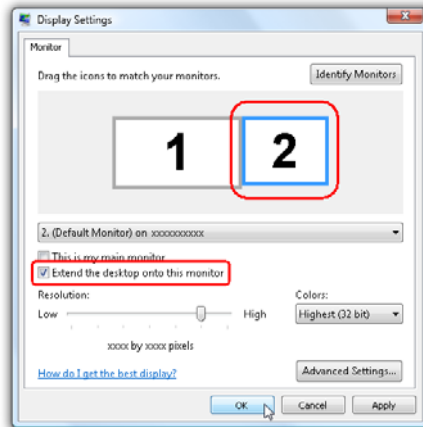 Display Settings
Monitor
Drag the icons to match your monitors.
Identify Monitors
1
2
2. (Default Monitor) on xxxxxxxxxx
This is my main monitor
Extend the desktop onto this monitor
Resolution:
Colors:
Low
High
Highest (32 bit)
xxxx by xxxx pixels
How do I get the best display?
Advanced Settings...
OK
Cancel
Apply